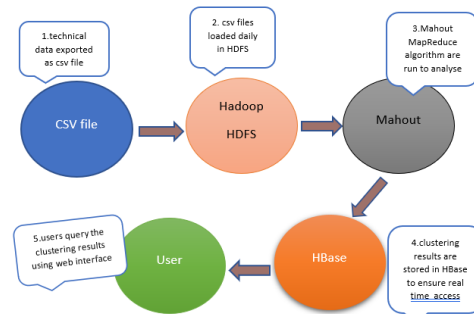 1.technical
data exported
as csv file
2. csv files
loaded daily
in HDFS
3.Mahout
MapReduce
algorithm are
run to analyse
CSV file
Hadoop
HDFS
Mahout
5.users query the
clustering results
using web interface
User
HBase
4.clustering
results are
stored in HBase
to ensure real
time access